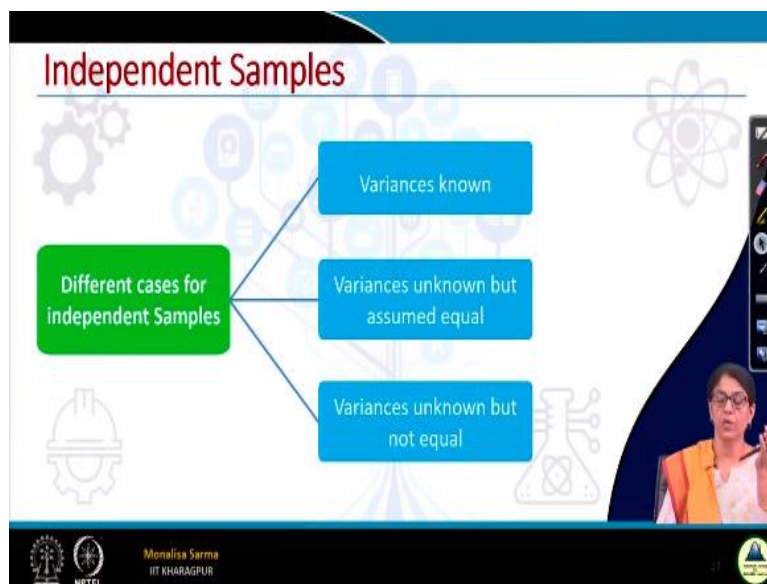 Independent Samples
Variances known
Different cases for
independent Samples
Variances unknown but
assumed equal
Variances unknown but
not equal
Monalisa Sarma
IIT KHARAGPUR
NPTEL